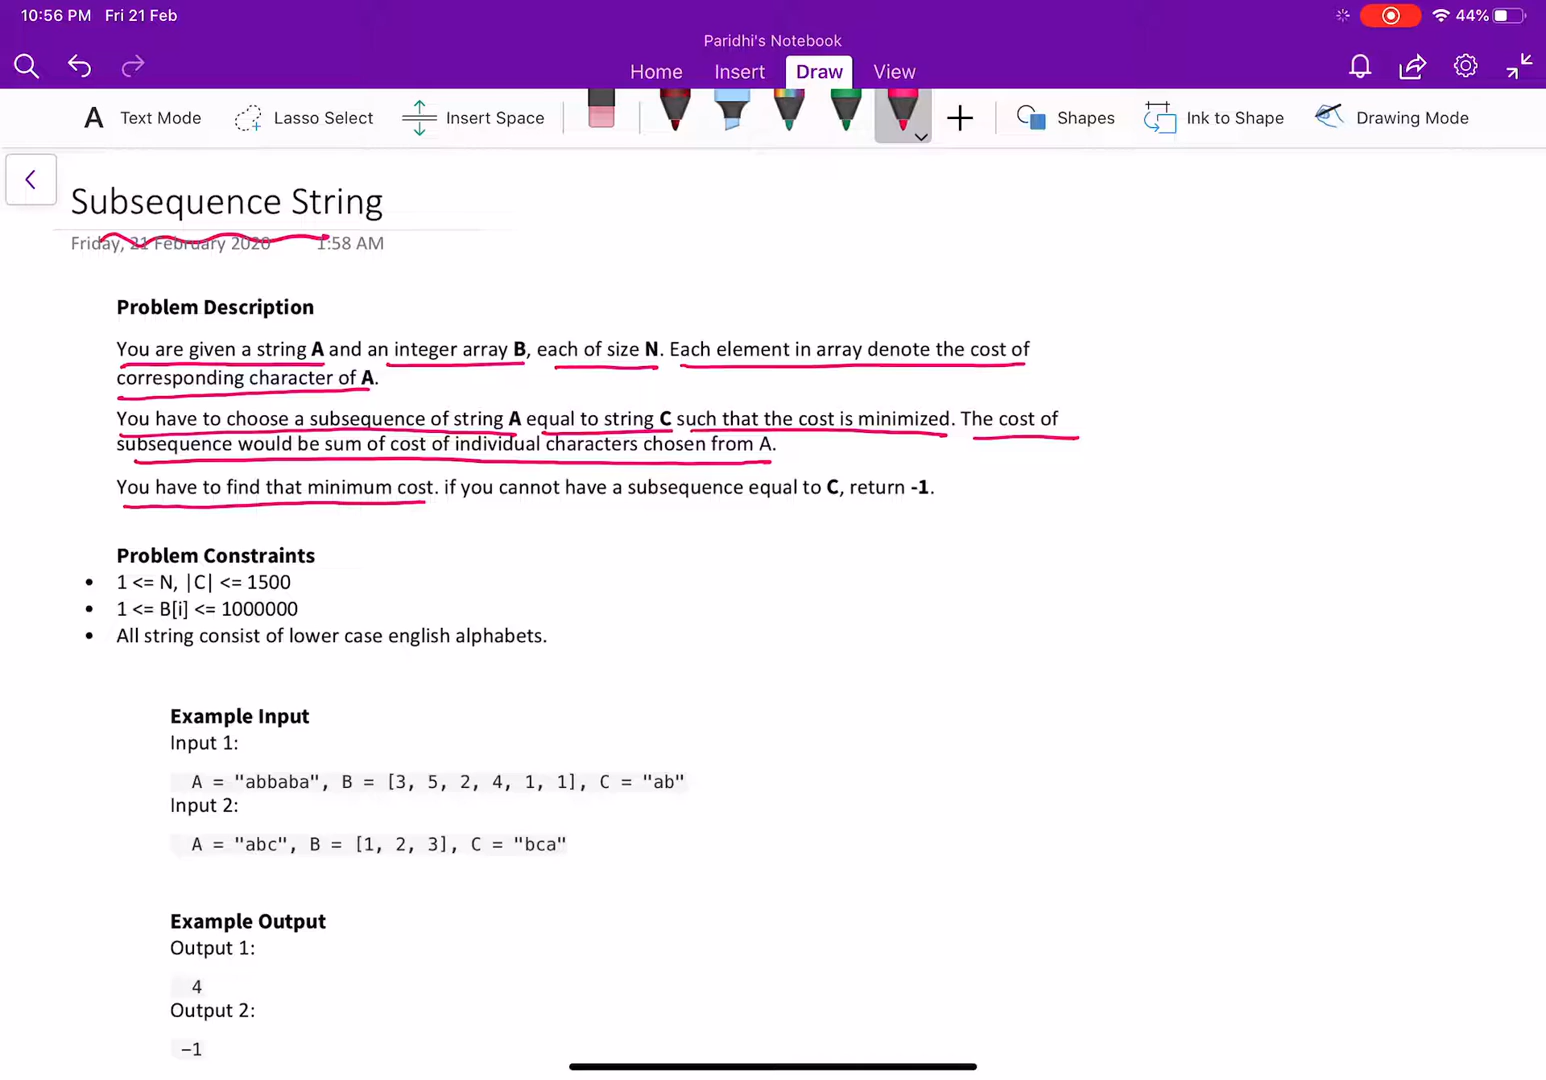 10:56 PM Fri 21 Feb 44%
Paridhi's Notebook
Home Insert Draw View
A Text Mode Lasso Select Insert Space Shapes Ink to Shape Drawing Mode
Subsequence String
Friday, 21 February 2020 1:58 AM
Problem Description
You are given a string A and an integer array B, each of size N. Each element in array denote the cost of
corresponding character of A.
You have to choose a subsequence of string A equal to string C such that the cost is minimized. The cost of
subsequence would be sum of cost of individual characters chosen from A.
You have to find that minimum cost. if you cannot have a subsequence equal to C, return -1.
Problem Constraints
• 1 <= N, |C| <= 1500
• 1 <= B[i] <= 1000000
• All string consist of lower case english alphabets.
Example Input
Input 1:
A = "abbaba", B = [3, 5, 2, 4, 1, 1], C = "ab"
Input 2:
A = "abc", B = [1, 2, 3], C = "bca"
Example Output
Output 1:
4
Output 2:
-1